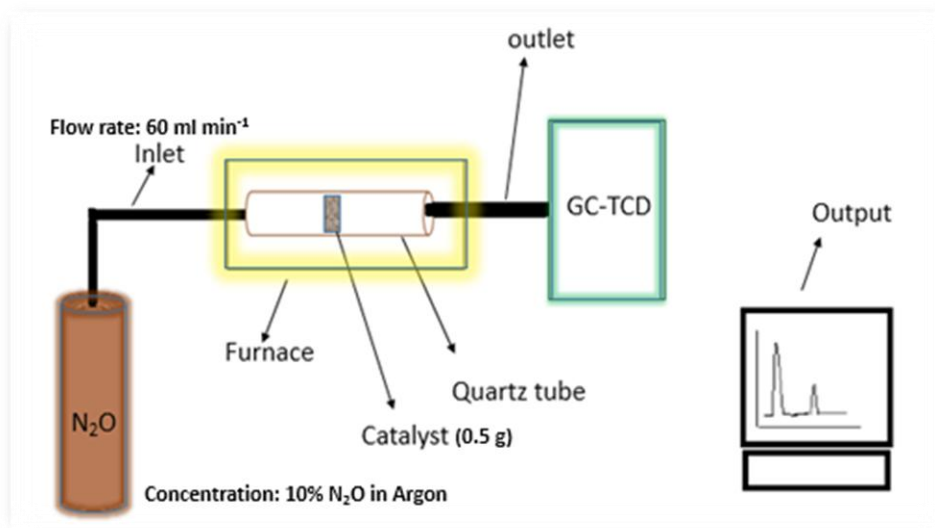 outlet
Flow rate: 60 ml min⁻¹
Inlet
GC-TCD
Output
Furnace
Quartz tube
N₂O
Catalyst (0.5 g)
Concentration: 10% N₂O in Argon